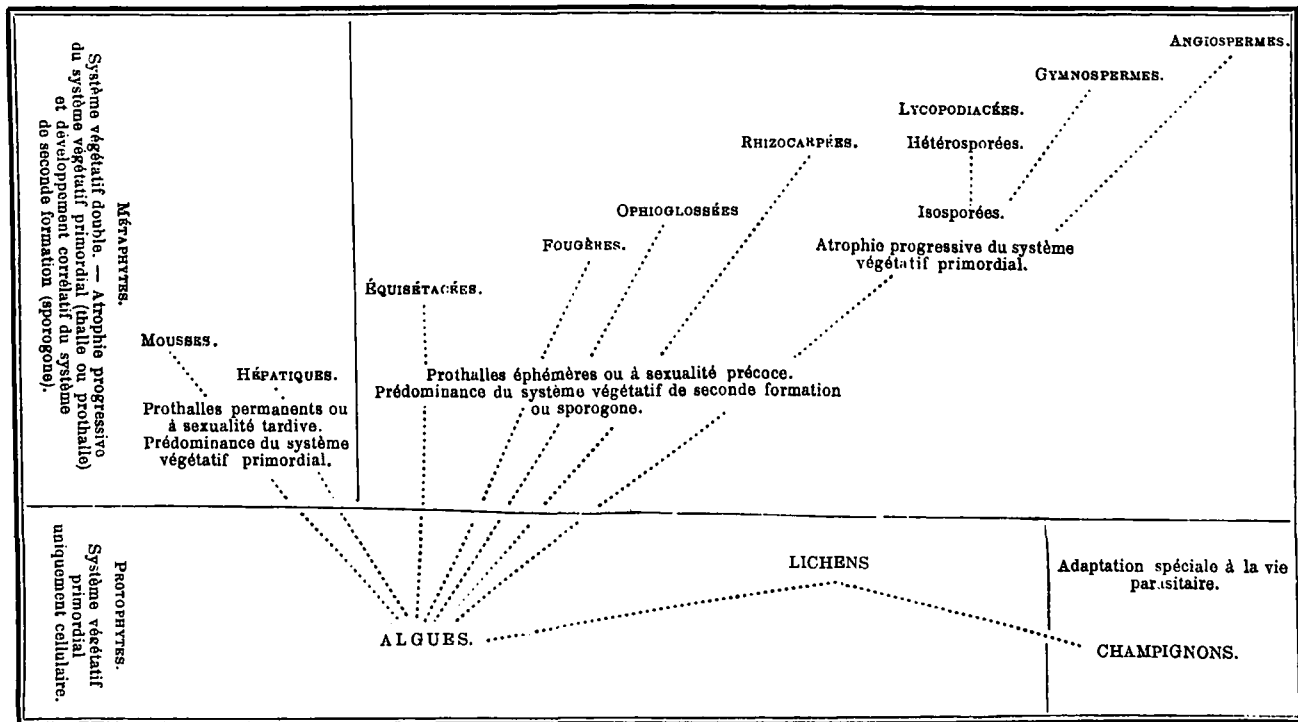 MÉTAPHYTES.
Système végétatif double. — Atrophie progressive
du système végétatif primordial (thalle ou prothalle)
et développement corrélatif du système
de seconde formation (sporogone).
ANGIOSPERMES.
GYMNOSPERMES.
LYCOPODIACÉES.
Hétérosporées.
RHIZOCARPÉES.
Isosporées.
OPHIOGLOSSÉES
Atrophie progressive du système
végétatif primordial.
FOUGÈRES.
ÉQUISÉTACÉES.
MOUSSES.
HÉPATIQUES.
Prothalles permanents ou
à sexualité tardive.
Prédominance du système
végétatif primordial.
Prothalles éphémères ou à sexualité précoce.
Prédominance du système végétatif de seconde formation
ou sporogone.
PROTOPHYTES.
Système végétatif
primordial
uniquement cellulaire.
LICHENS
Adaptation spéciale à la vie
parasitaire.
ALGUES.
CHAMPIGNONS.